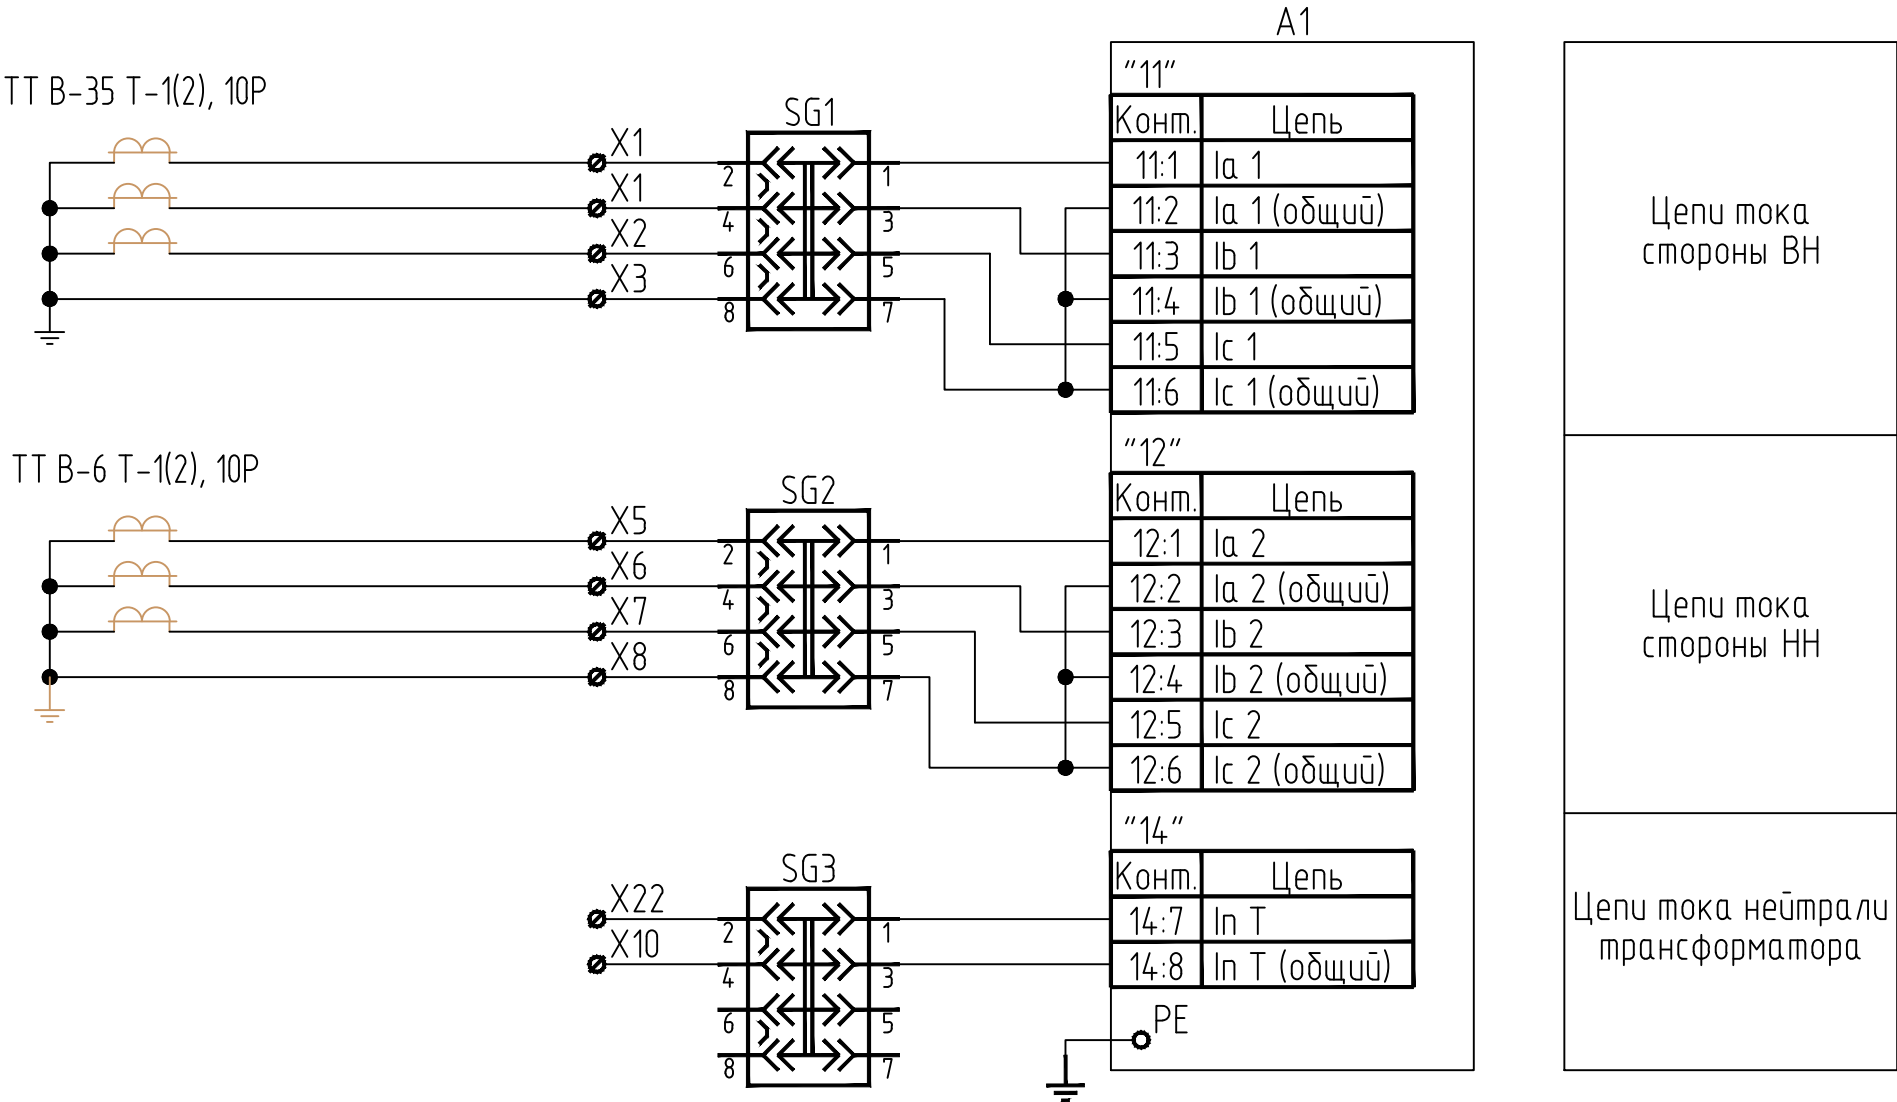 A1
"11"
ТТ В-35 Т-1(2), 10Р
SG1
Конт. Цепь
X1
2 1
11:1 Ia 1
X1
4 3
11:2 Ia 1 (общий)
X2
6 5
11:3 Ib 1
X3
8 7
11:4 Ib 1 (общий)
11:5 Ic 1
11:6 Ic 1 (общий)
Цепи тока
стороны ВН
"12"
ТТ В-6 Т-1(2), 10Р
SG2
Конт. Цепь
X5
2 1
12:1 Ia 2
X6
4 3
12:2 Ia 2 (общий)
X7
6 5
12:3 Ib 2
X8
8 7
12:4 Ib 2 (общий)
12:5 Ic 2
12:6 Ic 2 (общий)
Цепи тока
стороны НН
"14"
SG3
Конт. Цепь
X22
2 1
14:7 In T
X10
4 3
14:8 In T (общий)
6 5
8 7
PE
Цепи тока нейтрали
трансформатора